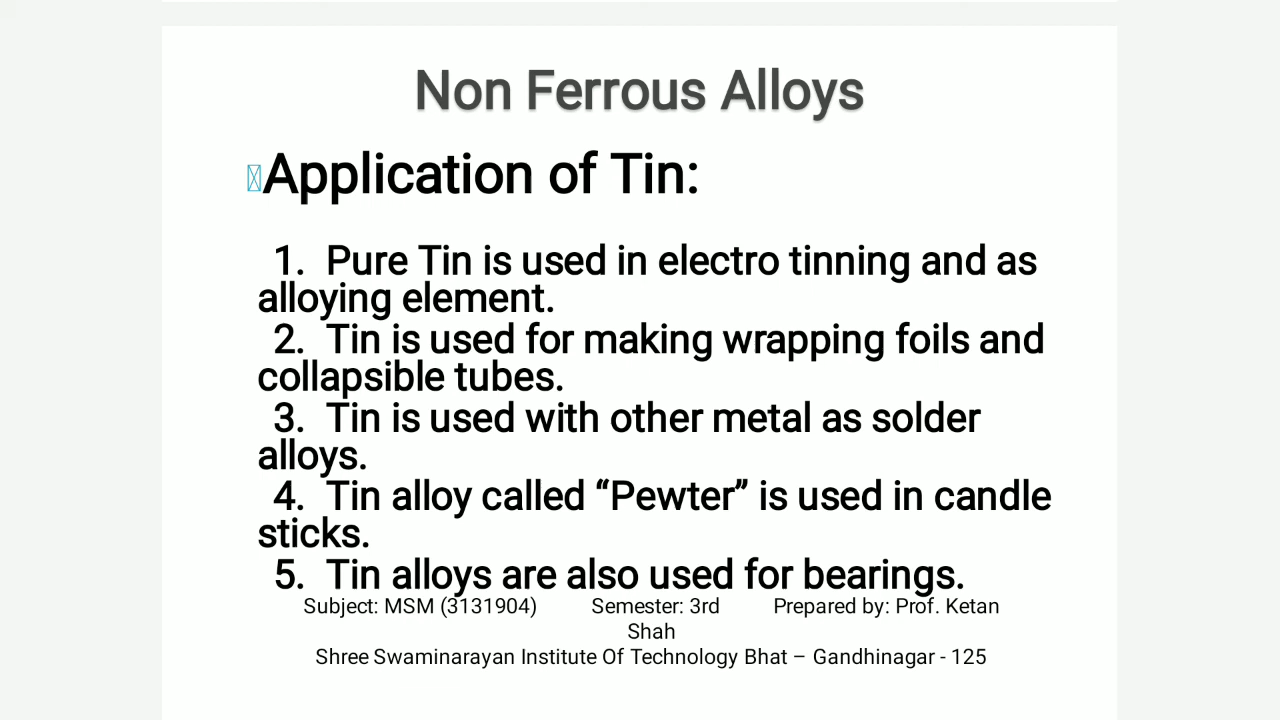 Non Ferrous Alloys
Application of Tin:
1. Pure Tin is used in electro tinning and as
alloying element.
2. Tin is used for making wrapping foils and
collapsible tubes.
3. Tin is used with other metal as solder
alloys.
4. Tin alloy called “Pewter” is used in candle
sticks.
5. Tin alloys are also used for bearings.
Subject: MSM (3131904) Semester: 3rd Prepared by: Prof. Ketan
Shah
Shree Swaminarayan Institute Of Technology Bhat – Gandhinagar - 125